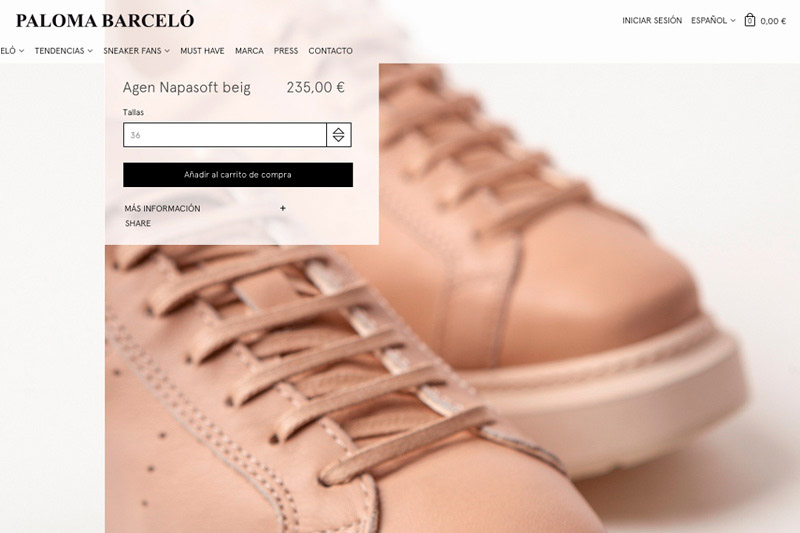 PALOMA BARCELÓ
INICIAR SESIÓN ESPAÑOL 0 0,00 €
ELÓ TENDENCIAS SNEAKER FANS MUST HAVE MARCA PRESS CONTACTO
Agen Napasoft beig 235,00 €
Tallas
36
Añadir al carrito de compra
MÁS INFORMACIÓN +
SHARE